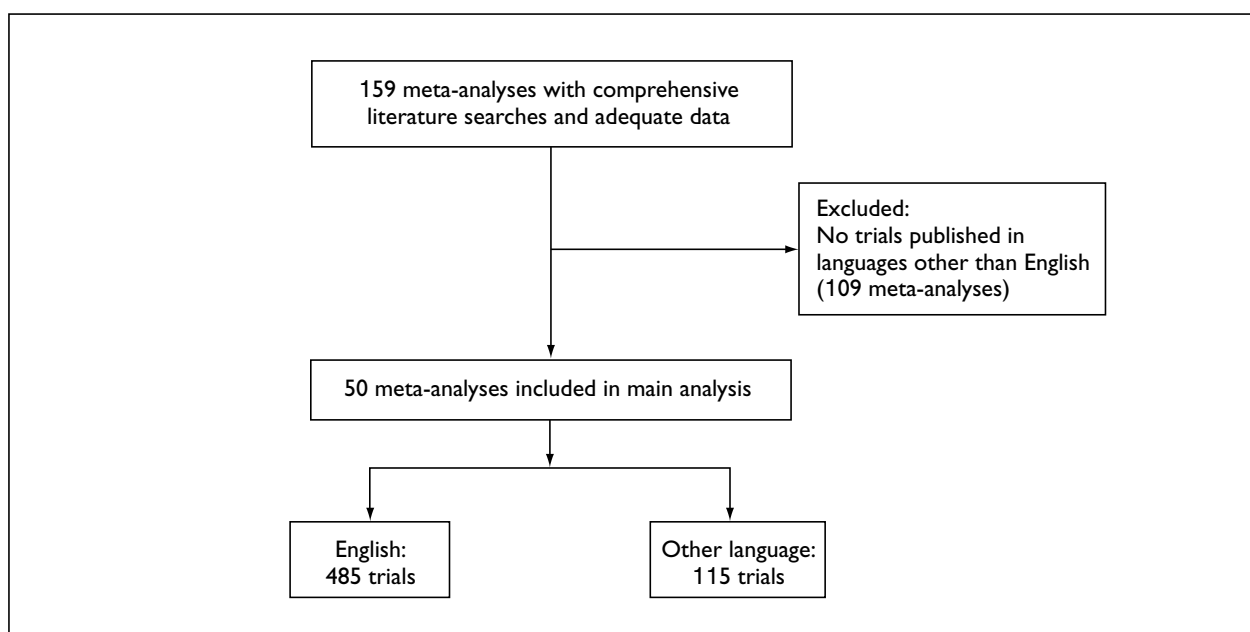 159 meta-analyses with comprehensive
literature searches and adequate data
Excluded:
No trials published in
languages other than English
(109 meta-analyses)
50 meta-analyses included in main analysis
English:
485 trials
Other language:
115 trials